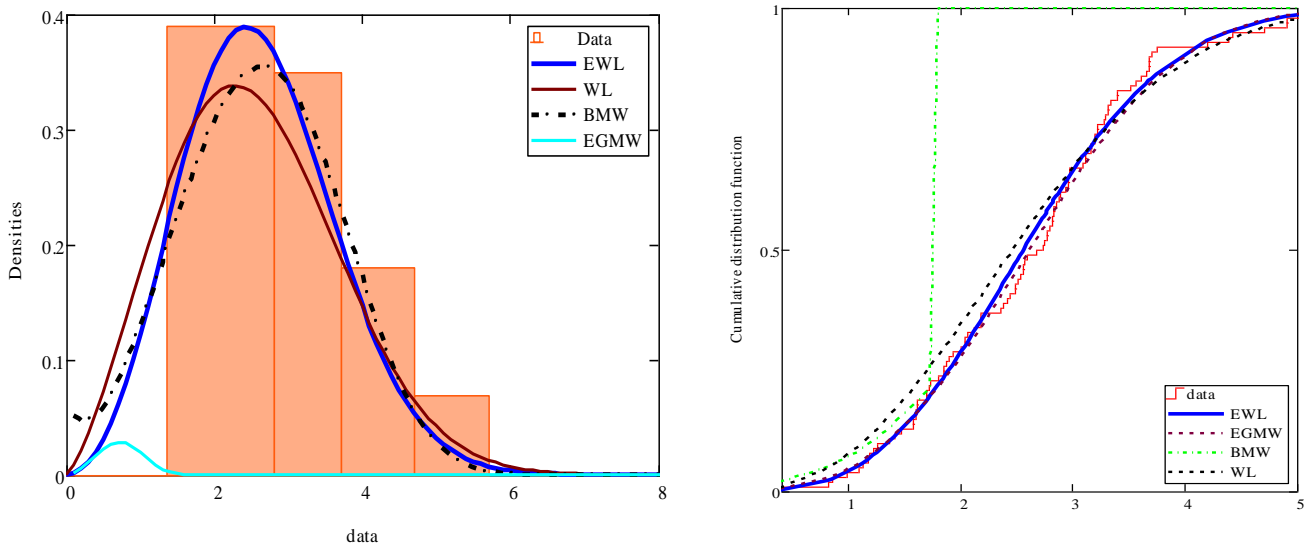 0.4
0.3
0.2
0.1
0
Densities
0
2
4
6
8
data
Data
EWL
WL
BMW
EGMW
1
0.5
0
Cumulative distribution function
1
2
3
4
5
data
EWL
EGMW
BMW
WL